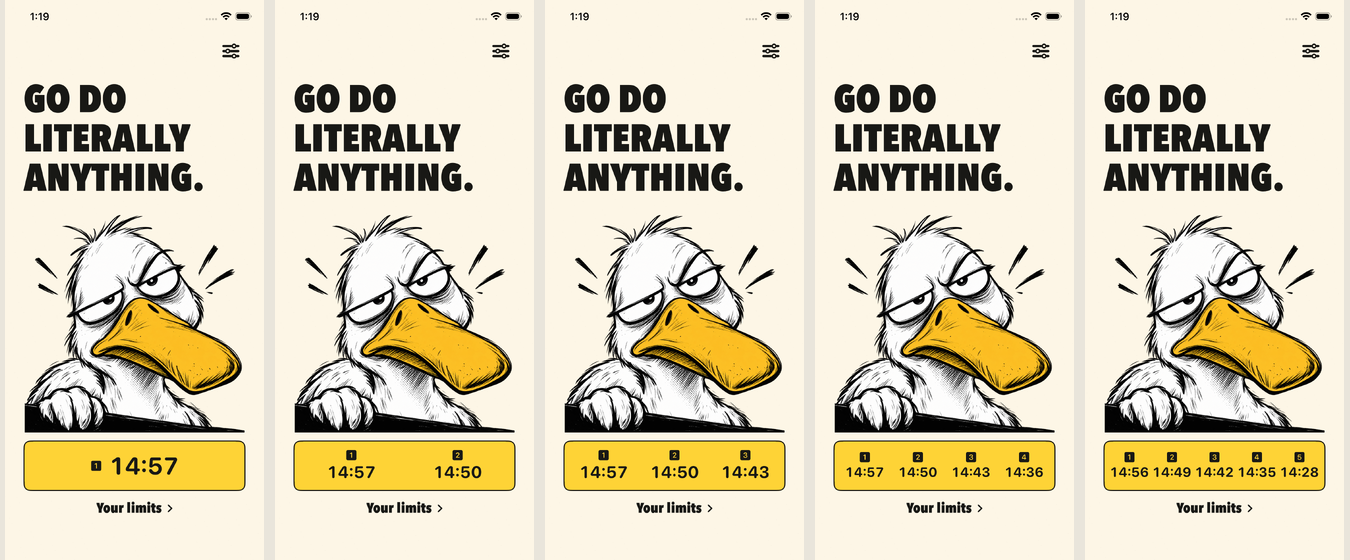 1:19
GO DO
LITERALLY
ANYTHING.
1 14:57
Your limits >
1:19
GO DO
LITERALLY
ANYTHING.
1 2
14:57 14:50
Your limits >
1:19
GO DO
LITERALLY
ANYTHING.
1 2 3
14:57 14:50 14:43
Your limits >
1:19
GO DO
LITERALLY
ANYTHING.
1 2 3 4
14:57 14:50 14:43 14:36
Your limits >
1:19
GO DO
LITERALLY
ANYTHING.
1 2 3 4 5
14:56 14:49 14:42 14:35 14:28
Your limits >